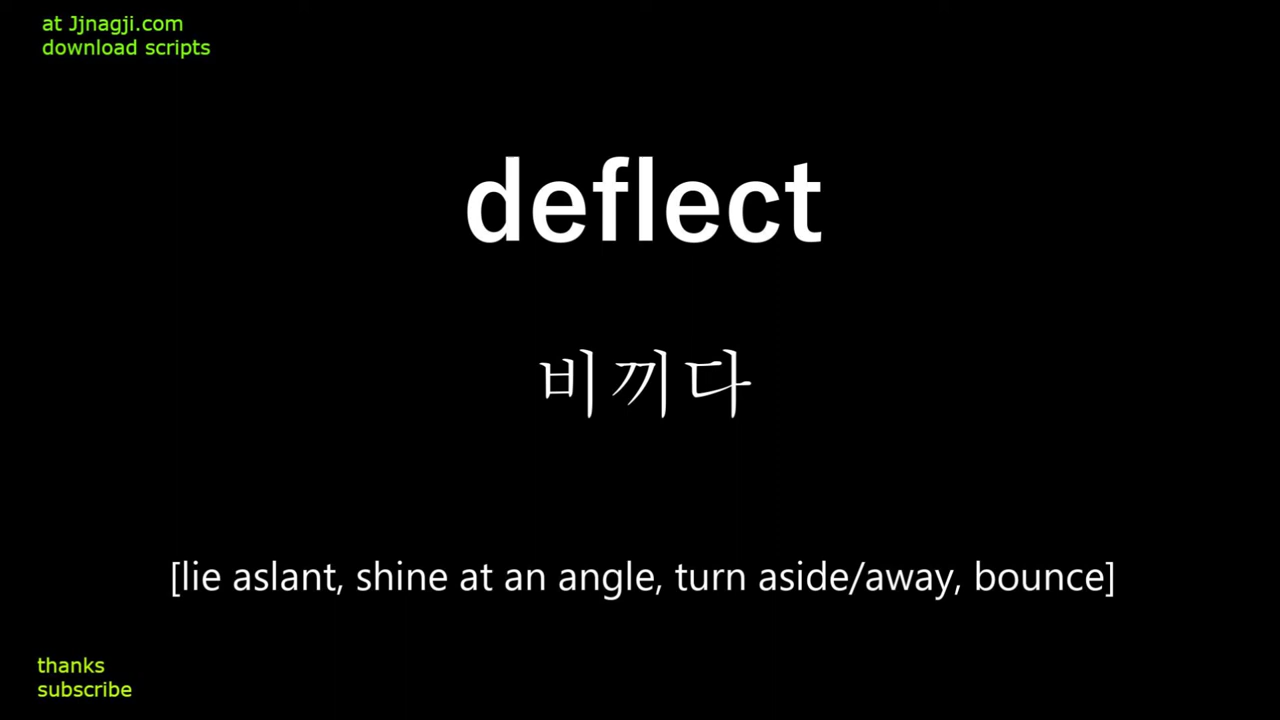 at Jjnagji.com
download scripts
deflect
비끼다
[lie aslant, shine at an angle, turn aside/away, bounce]
thanks
subscribe